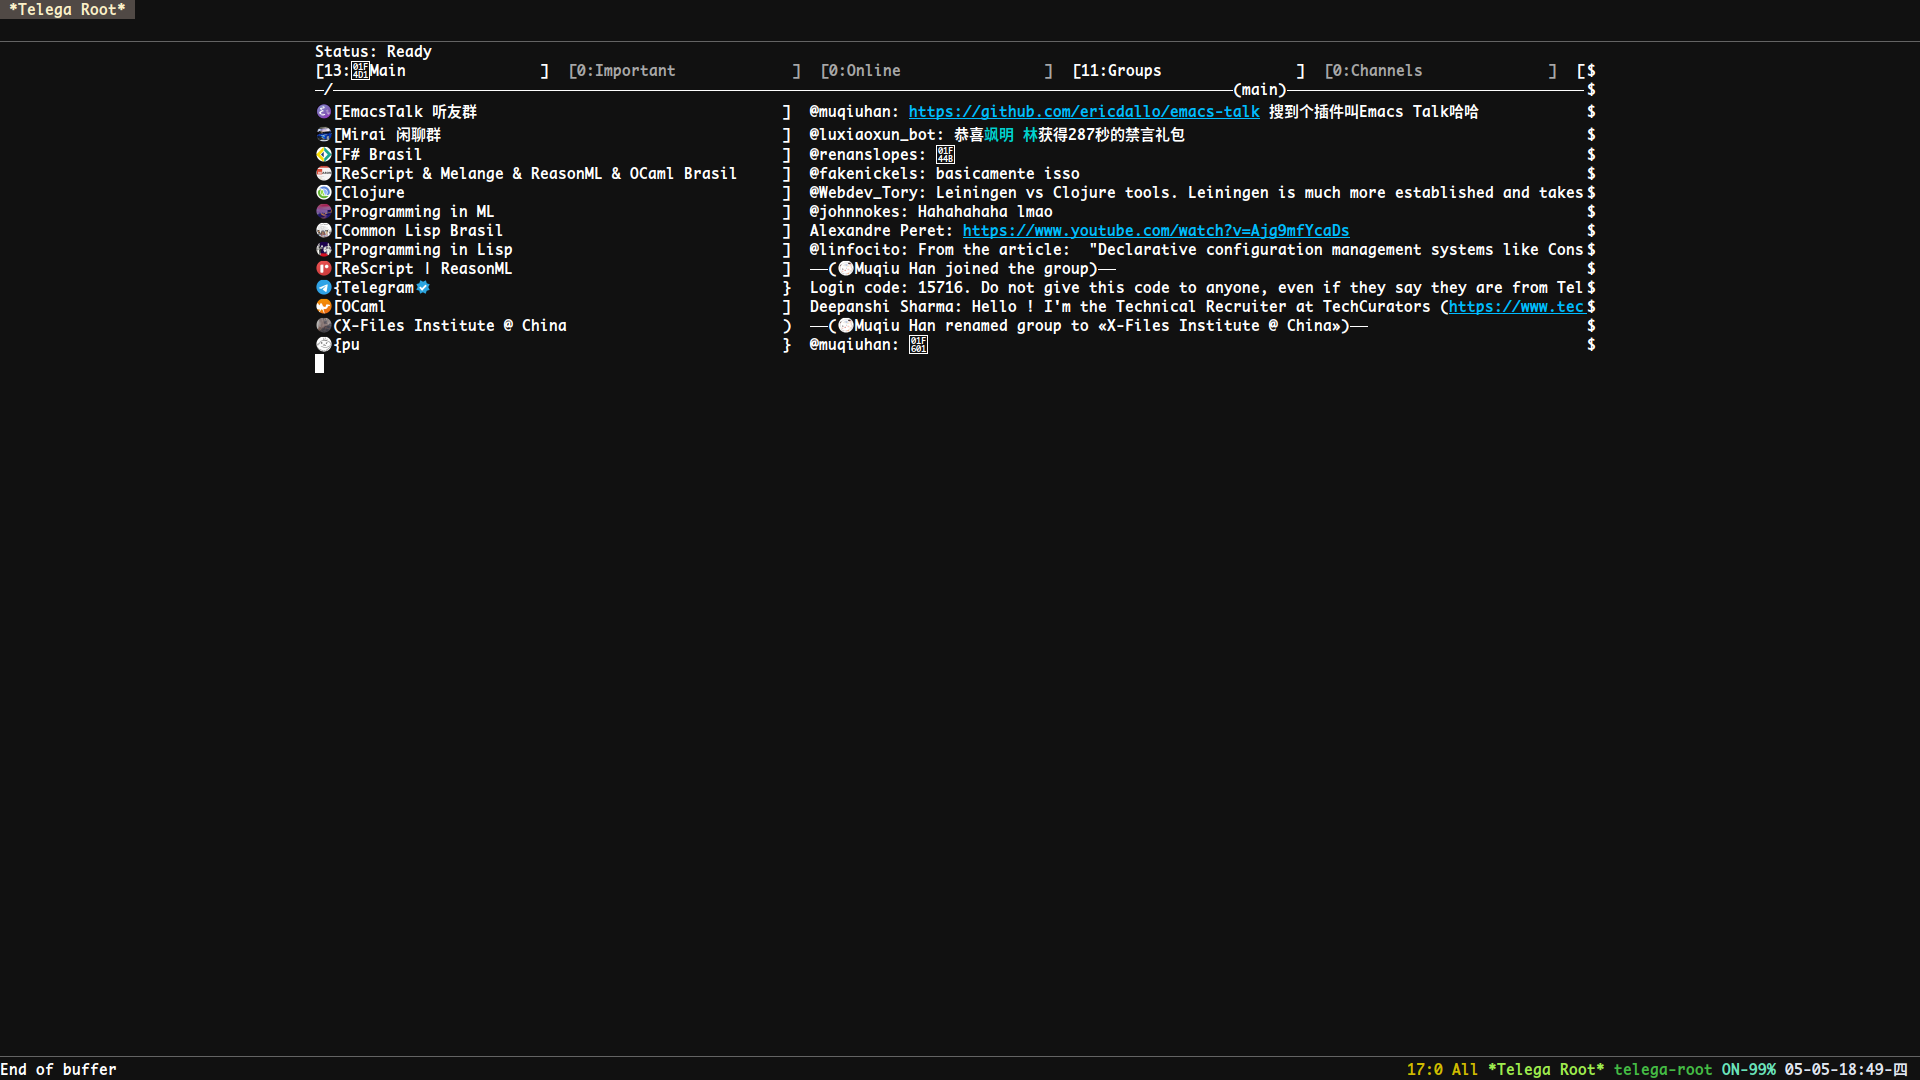 *Telega Root*
Status: Ready
[13:Main ] [0:Important ] [0:Online ] [11:Groups ] [0:Channels ] [$
/ (main) $
[EmacsTalk 听友群 ] @muqiuhan: https://github.com/ericdallo/emacs-talk 搜到个插件叫Emacs Talk哈哈 $
[Mirai 闲聊群 ] @luxiaoxun_bot: 恭喜飒明 林获得287秒的禁言礼包 $
[F# Brasil ] @renanslopes: 01F44B $
[ReScript & Melange & ReasonML & OCaml Brasil ] @fakenickels: basicamente isso $
[Clojure ] @Webdev_Tory: Leiningen vs Clojure tools. Leiningen is much more established and takes$
[Programming in ML ] @johnnokes: Hahahahaha lmao $
[Common Lisp Brasil ] Alexandre Peret: https://www.youtube.com/watch?v=Ajg9mfYcaDs $
[Programming in Lisp ] @linfocito: From the article:  "Declarative configuration management systems like Cons$
[ReScript | ReasonML ] ——(Muqiu Han joined the group)—— $
{Telegram } Login code: 15716. Do not give this code to anyone, even if they say they are from Tel$
[OCaml ] Deepanshi Sharma: Hello ! I'm the Technical Recruiter at TechCurators (https://www.tec$
(X-Files Institute @ China ) ——(Muqiu Han renamed group to «X-Files Institute @ China»)—— $
{pu } @muqiuhan: 01F601 $
End of buffer 17:0 All *Telega Root* telega-root ON-99% 05-05-18:49-四